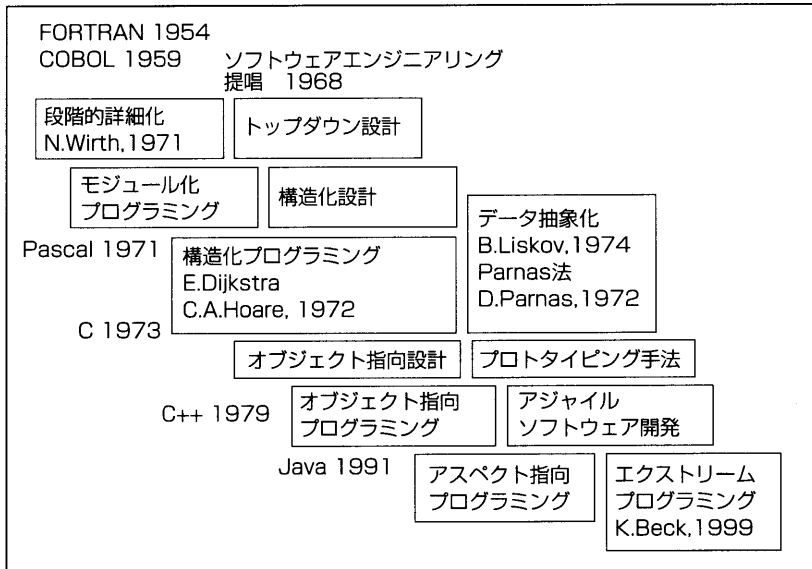 FORTRAN 1954
COBOL 1959
ソフトウェアエンジニアリング
提唱 1968
段階的詳細化
N.Wirth,1971
トップダウン設計
モジュール化
プログラミング
構造化設計
データ抽象化
B.Liskov,1974
Parnas法
D.Parnas,1972
Pascal 1971
構造化プログラミング
E.Dijkstra
C.A.Hoare, 1972
C 1973
オブジェクト指向設計
プロトタイピング手法
C++ 1979
オブジェクト指向
プログラミング
アジャイル
ソフトウェア開発
Java 1991
アスペクト指向
プログラミング
エクストリーム
プログラミング
K.Beck,1999